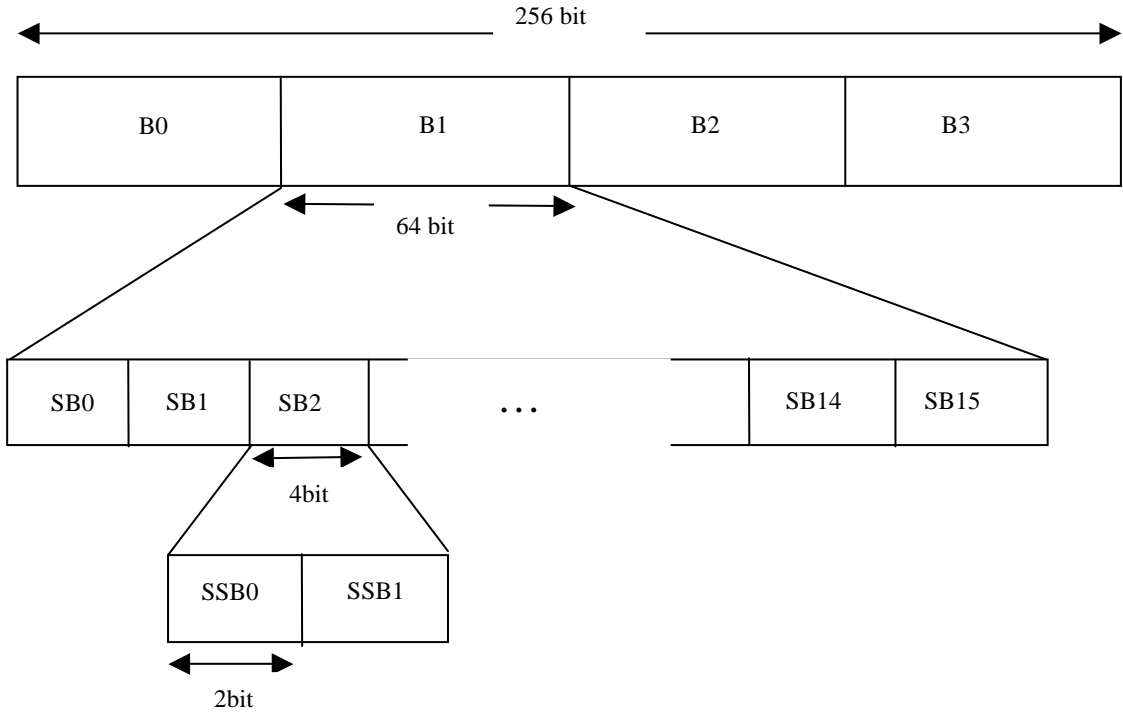 256 bit
B0 B1 B2 B3
64 bit
SB0 SB1 SB2 ... SB14 SB15
4bit
SSB0 SSB1
2bit